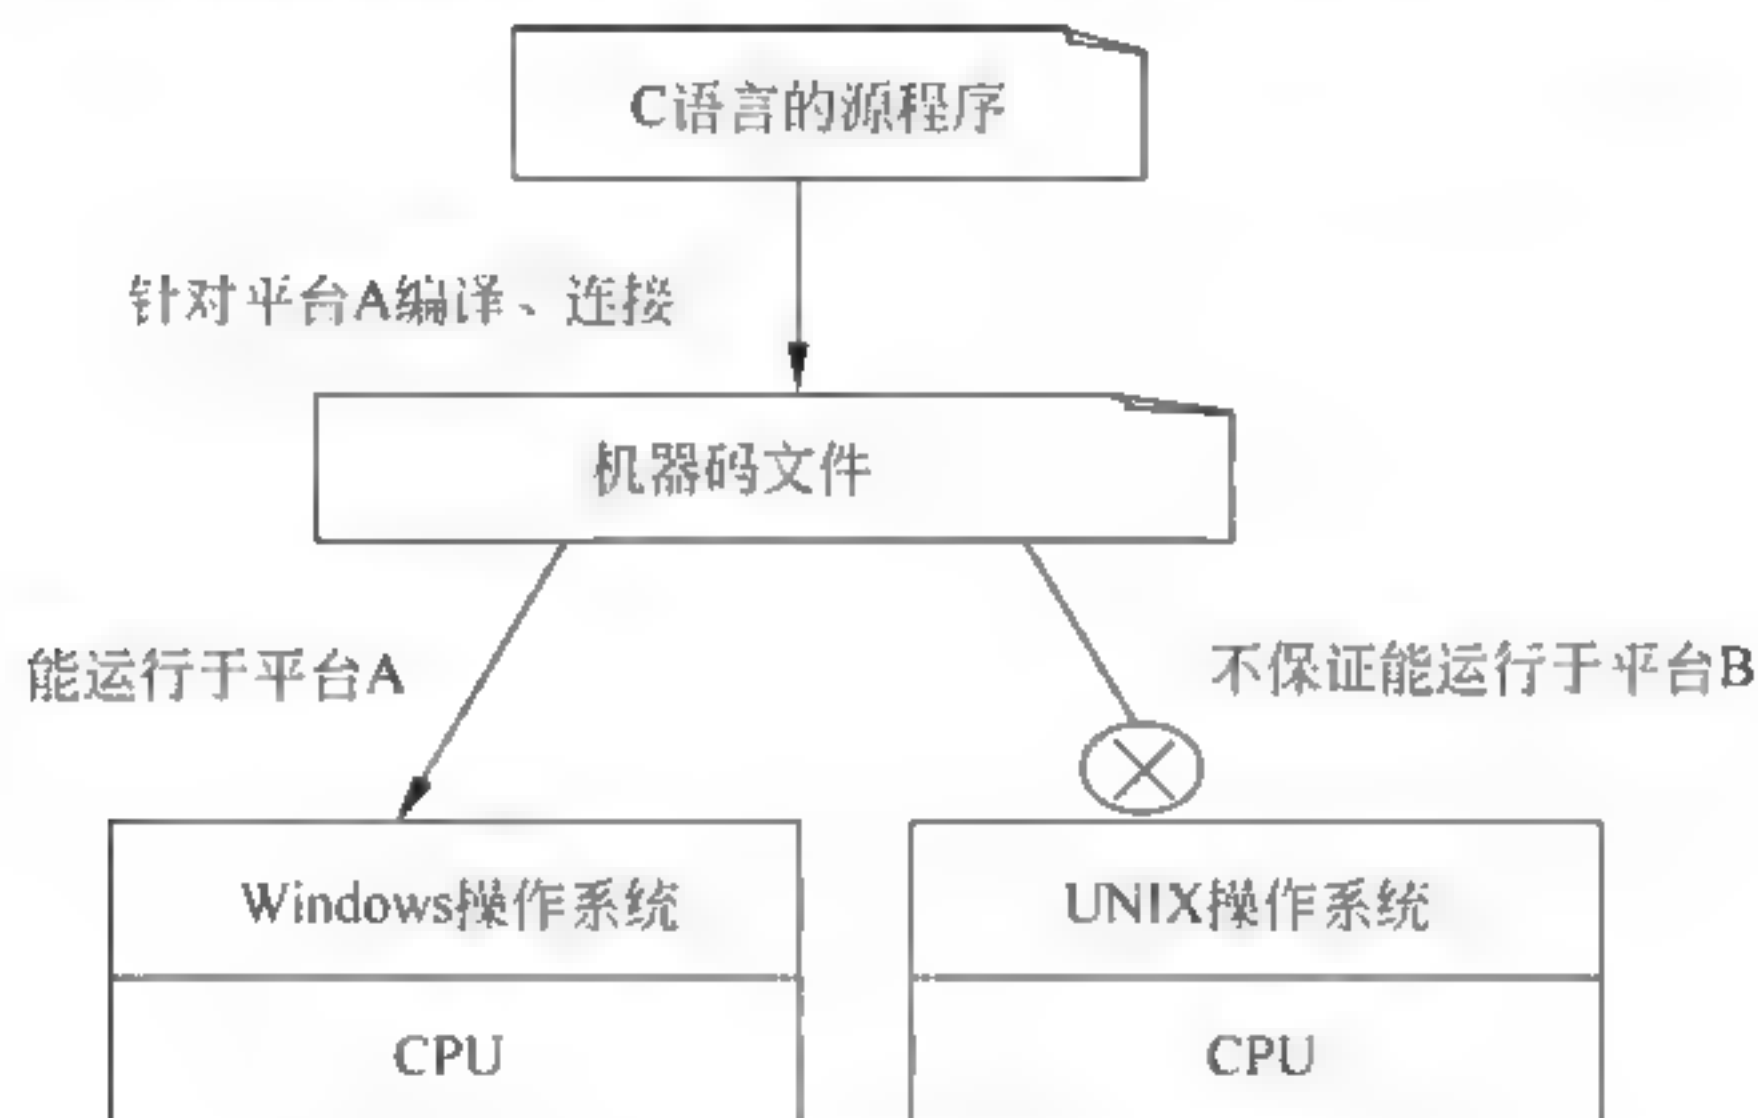 C语言的源程序
针对平台A编译、连接
机器码文件
能运行于平台A
不保证能运行于平台B
Windows操作系统
UNIX操作系统
CPU
CPU